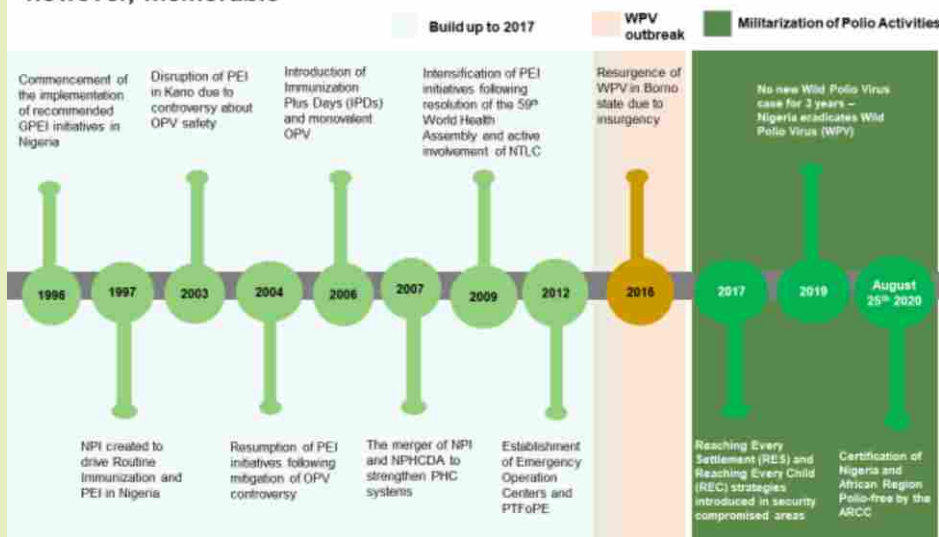 however, memorable
Build up to 2017
WPV
outbreak
Militarization of Polio Activities
Commencement of
the implementation
of recommended
GPEI initiatives in
Nigeria
Disruption of PEI
in Kano due to
controversy about
OPV safety
Introduction of
Immunization
Plus Days (IPDs)
and monovalent
OPV
Intensification of PEI
initiatives following
resolution of the 59th
World Health
Assembly and active
involvement of NTLC
Resurgence of
WPV in Borno
state due to
insurgency
No new Wild Polio Virus
case for 3 years –
Nigeria eradicates Wild
Polio Virus (WPV)
1996
1997
2003
2004
2006
2007
2009
2012
2016
2017
2019
August
25th 2020
NPI created to
drive Routine
Immunization and
PEI in Nigeria
Resumption of PEI
initiatives following
mitigation of OPV
controversy
The merger of NPI
and NPHCDA to
strengthen PHC
systems
Establishment
of Emergency
Operation
Centers and
PTFoPE
Reaching Every
Settlement (RES) and
Reaching Every Child
(REC) strategies
introduced in security
compromised areas
Certification of
Nigeria and
African Region
Polio-free by the
ARCC